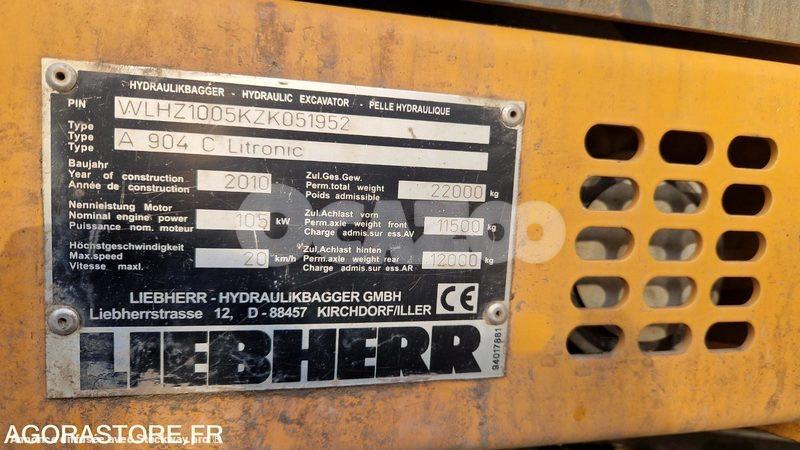 HYDRAULIKBAGGER - HYDRAULIC EXCAVATOR - PELLE HYDRAULIQUE
PIN WLHZ1005KZK051952
Type
Type A 904 C Litronic
Type
Baujahr
Year of construction 2010
Année de construction
Zul.Ges.Gew.
Perm.total weight 22000 kg
Poids admissible
Nennleistung Motor
Nominal engine power 105 kW
Puissance nom. moteur
Zul.Achlast vorn
Perm.axle weight front 11500 kg
Charge admis.sur ess.AV
Höchstgeschwindigkeit
Max.speed 20 km/h
Vitesse maxl.
Zul.Achlast hinten
Perm.axle weight rear 12000 kg
Charge admis.sur ess.AR
LIEBHERR - HYDRAULIKBAGGER GMBH
Liebherrstrasse 12, D - 88457 KIRCHDORF/ILLER
CE
LIEBHERR
94017881
AGORASTORE.FR